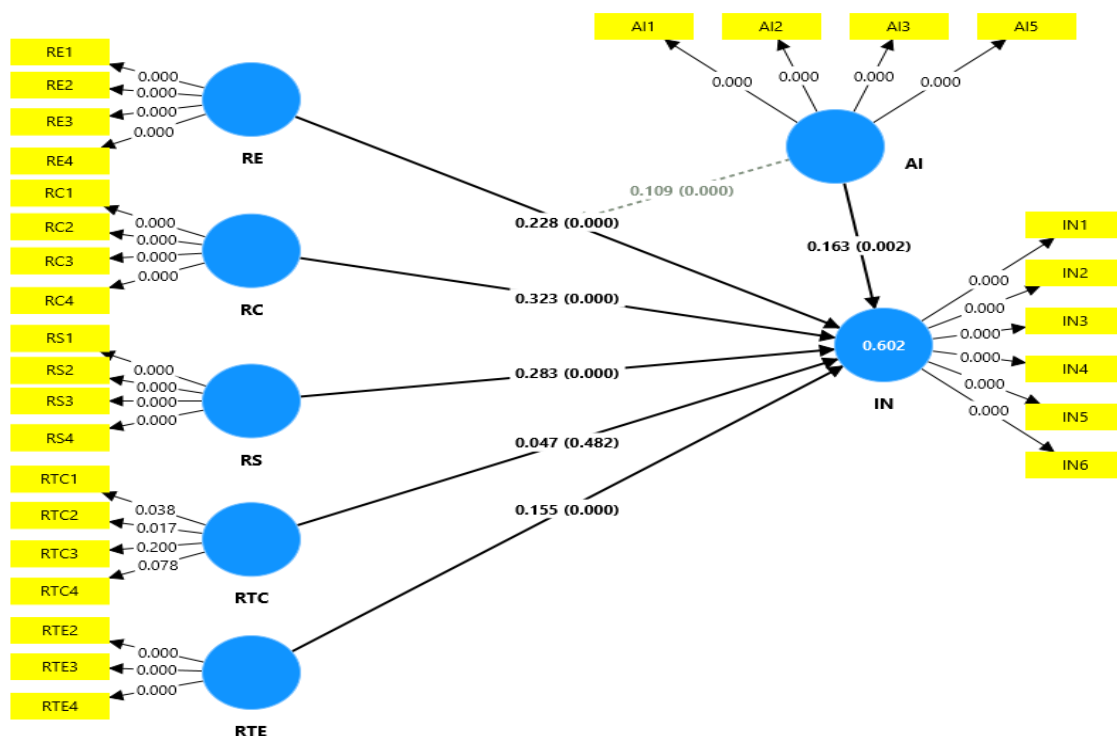 AI1
AI2
AI3
AI5
0.000
0.000
0.000
0.000
AI
RE1
RE2
RE3
RE4
0.000
0.000
0.000
0.000
RE
RC1
RC2
RC3
RC4
0.000
0.000
0.000
0.000
RC
RS1
RS2
RS3
RS4
0.000
0.000
0.000
0.000
RS
RTC1
RTC2
RTC3
RTC4
0.038
0.017
0.200
0.078
RTC
RTE2
RTE3
RTE4
0.000
0.000
0.000
RTE
0.109 (0.000)
0.228 (0.000)
0.163 (0.002)
0.323 (0.000)
0.283 (0.000)
0.047 (0.482)
0.155 (0.000)
0.602
IN
0.000
0.000
0.000
0.000
0.000
0.000
IN1
IN2
IN3
IN4
IN5
IN6